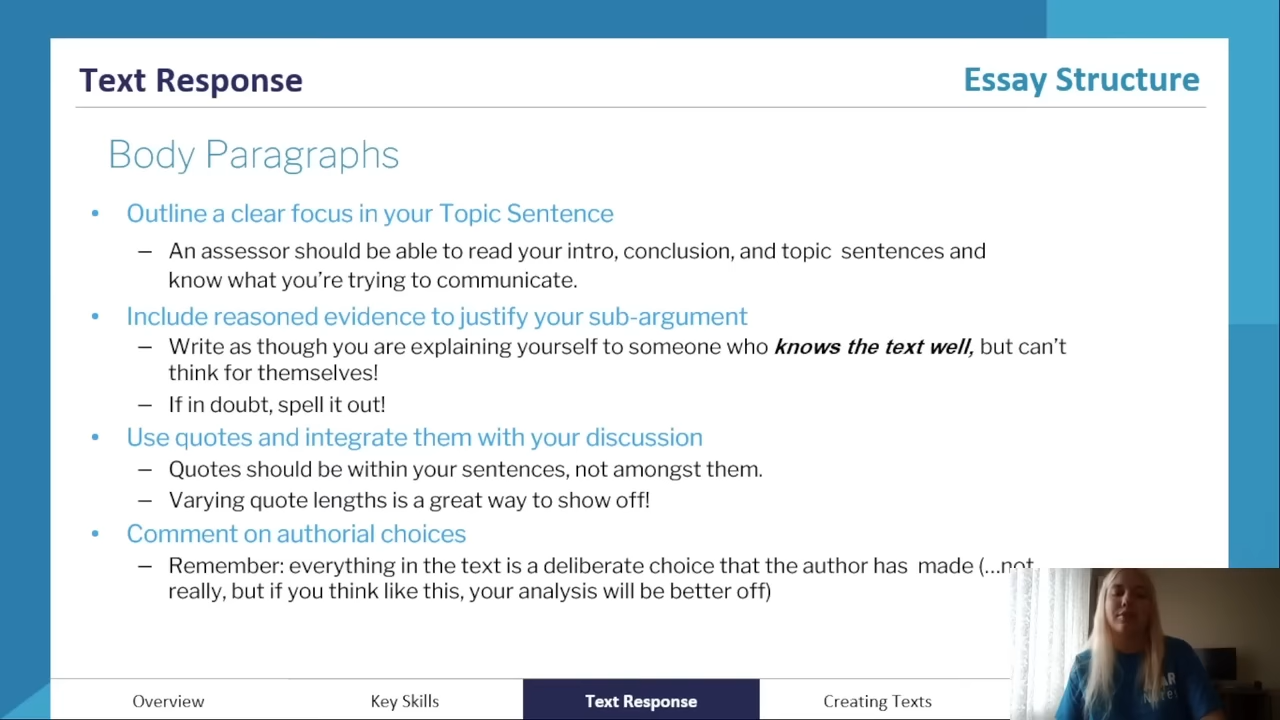 Text Response
Essay Structure
Body Paragraphs
• Outline a clear focus in your Topic Sentence
– An assessor should be able to read your intro, conclusion, and topic sentences and
know what you're trying to communicate.
• Include reasoned evidence to justify your sub-argument
– Write as though you are explaining yourself to someone who knows the text well, but can't
think for themselves!
– If in doubt, spell it out!
• Use quotes and integrate them with your discussion
– Quotes should be within your sentences, not amongst them.
– Varying quote lengths is a great way to show off!
• Comment on authorial choices
– Remember: everything in the text is a deliberate choice that the author has made (...not
really, but if you think like this, your analysis will be better off)
Overview
Key Skills
Text Response
Creating Texts